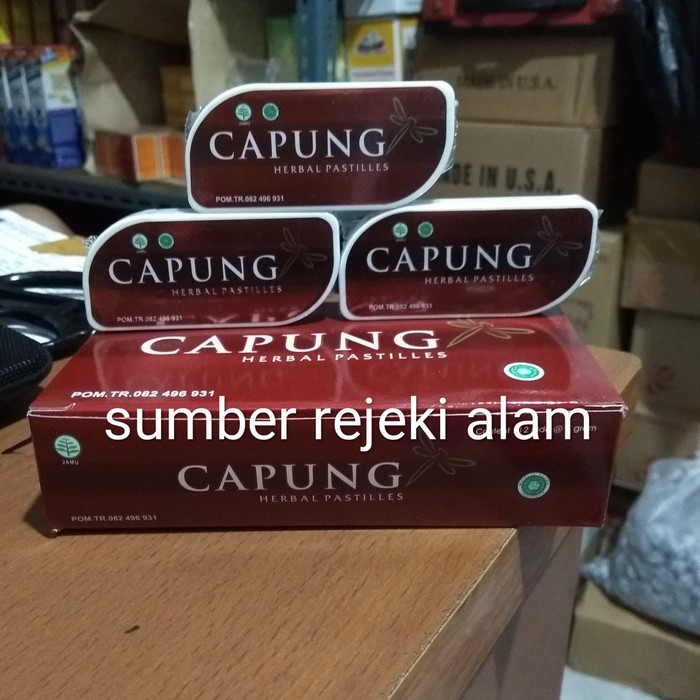 MADE IN U.S.A.
MADE IN U.S.A.
JAMU
CAPUNG
HERBAL PASTILLES
POM.TR.082 496 931
CAPUNG
HERBAL PASTILLES
POM.TR.082 496 931
CAPUNG
HERBAL PASTILLES
POM.TR.082 496 931
CAPUNG
HERBAL PASTILLES
POM.TR.082 496 931
sumber rejeki alam
JAMU
CAPUNG
HERBAL PASTILLES
POM.TR.082 496 931